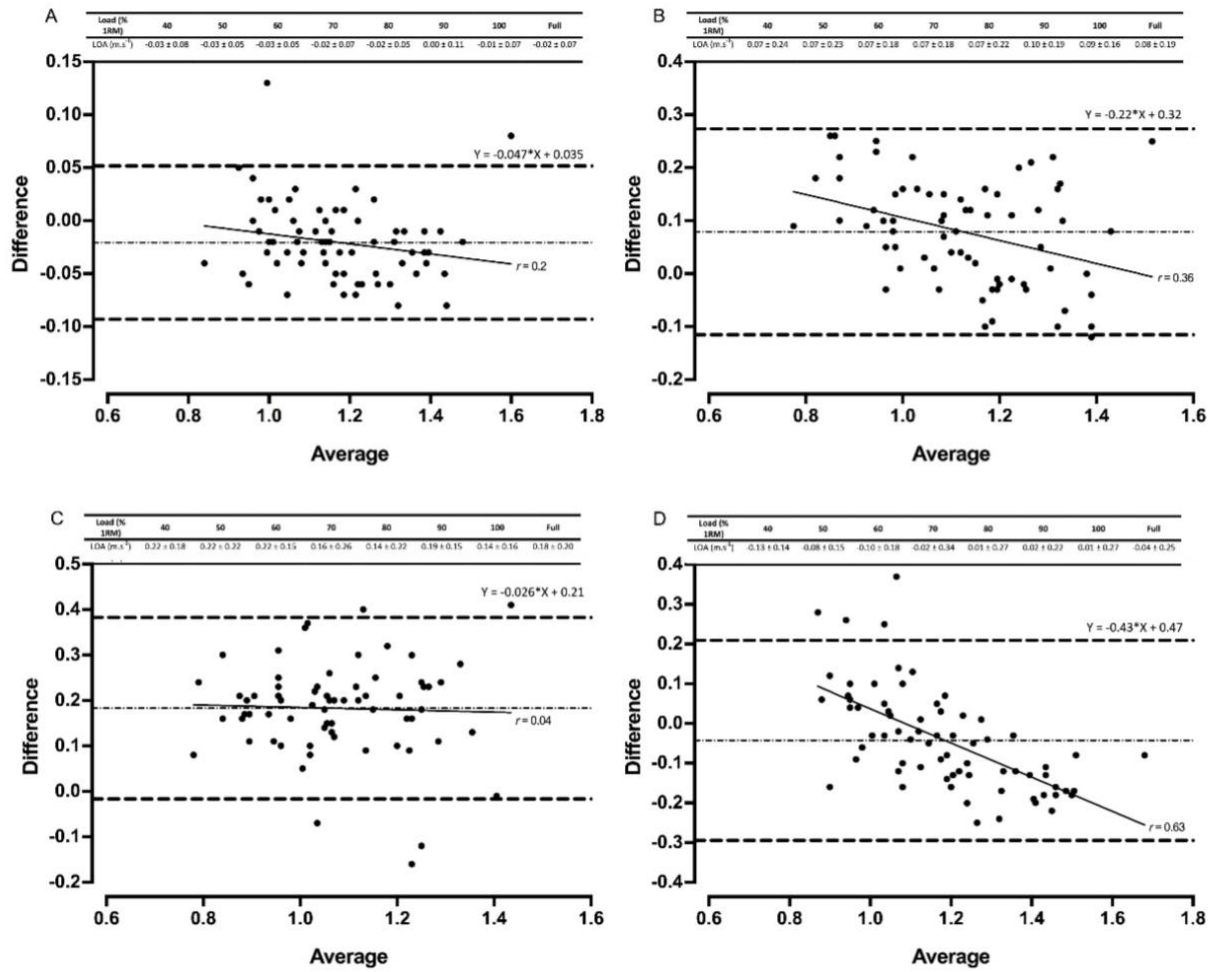 A
Load (% 1RM) 40 50 60 70 80 90 100 Full
LOA (m.s⁻¹) -0.03 ± 0.08 -0.03 ± 0.05 -0.03 ± 0.05 -0.02 ± 0.07 -0.02 ± 0.05 0.00 ± 0.11 -0.01 ± 0.07 -0.02 ± 0.07
0.15
0.10
0.05
0.00
-0.05
-0.10
-0.15
Difference
Y = -0.047*X + 0.035
r = 0.2
0.6 0.8 1.0 1.2 1.4 1.6 1.8
Average
B
Load (% 1RM) 40 50 60 70 80 90 100 Full
LOA (m.s⁻¹) 0.07 ± 0.24 0.07 ± 0.23 0.07 ± 0.18 0.07 ± 0.18 0.07 ± 0.22 0.10 ± 0.19 0.09 ± 0.16 0.08 ± 0.19
0.4
0.3
0.2
0.1
0.0
-0.1
-0.2
Difference
Y = -0.22*X + 0.32
r = 0.36
0.6 0.8 1.0 1.2 1.4 1.6
Average
C
Load (% 1RM) 40 50 60 70 80 90 100 Full
LOA (m.s⁻¹) 0.22 ± 0.18 0.22 ± 0.22 0.22 ± 0.15 0.16 ± 0.26 0.14 ± 0.22 0.19 ± 0.15 0.14 ± 0.16 0.18 ± 0.20
0.5
0.4
0.3
0.2
0.1
0.0
-0.1
-0.2
Difference
Y = -0.026*X + 0.21
r = 0.04
0.6 0.8 1.0 1.2 1.4 1.6
Average
D
Load (% 1RM) 40 50 60 70 80 90 100 Full
LOA (m.s⁻¹) -0.13 ± 0.14 -0.08 ± 0.15 -0.10 ± 0.18 -0.02 ± 0.34 0.01 ± 0.27 0.02 ± 0.22 0.01 ± 0.27 -0.04 ± 0.25
0.4
0.3
0.2
0.1
0.0
-0.1
-0.2
-0.3
-0.4
Difference
Y = -0.43*X + 0.47
r = 0.63
0.6 0.8 1.0 1.2 1.4 1.6 1.8
Average